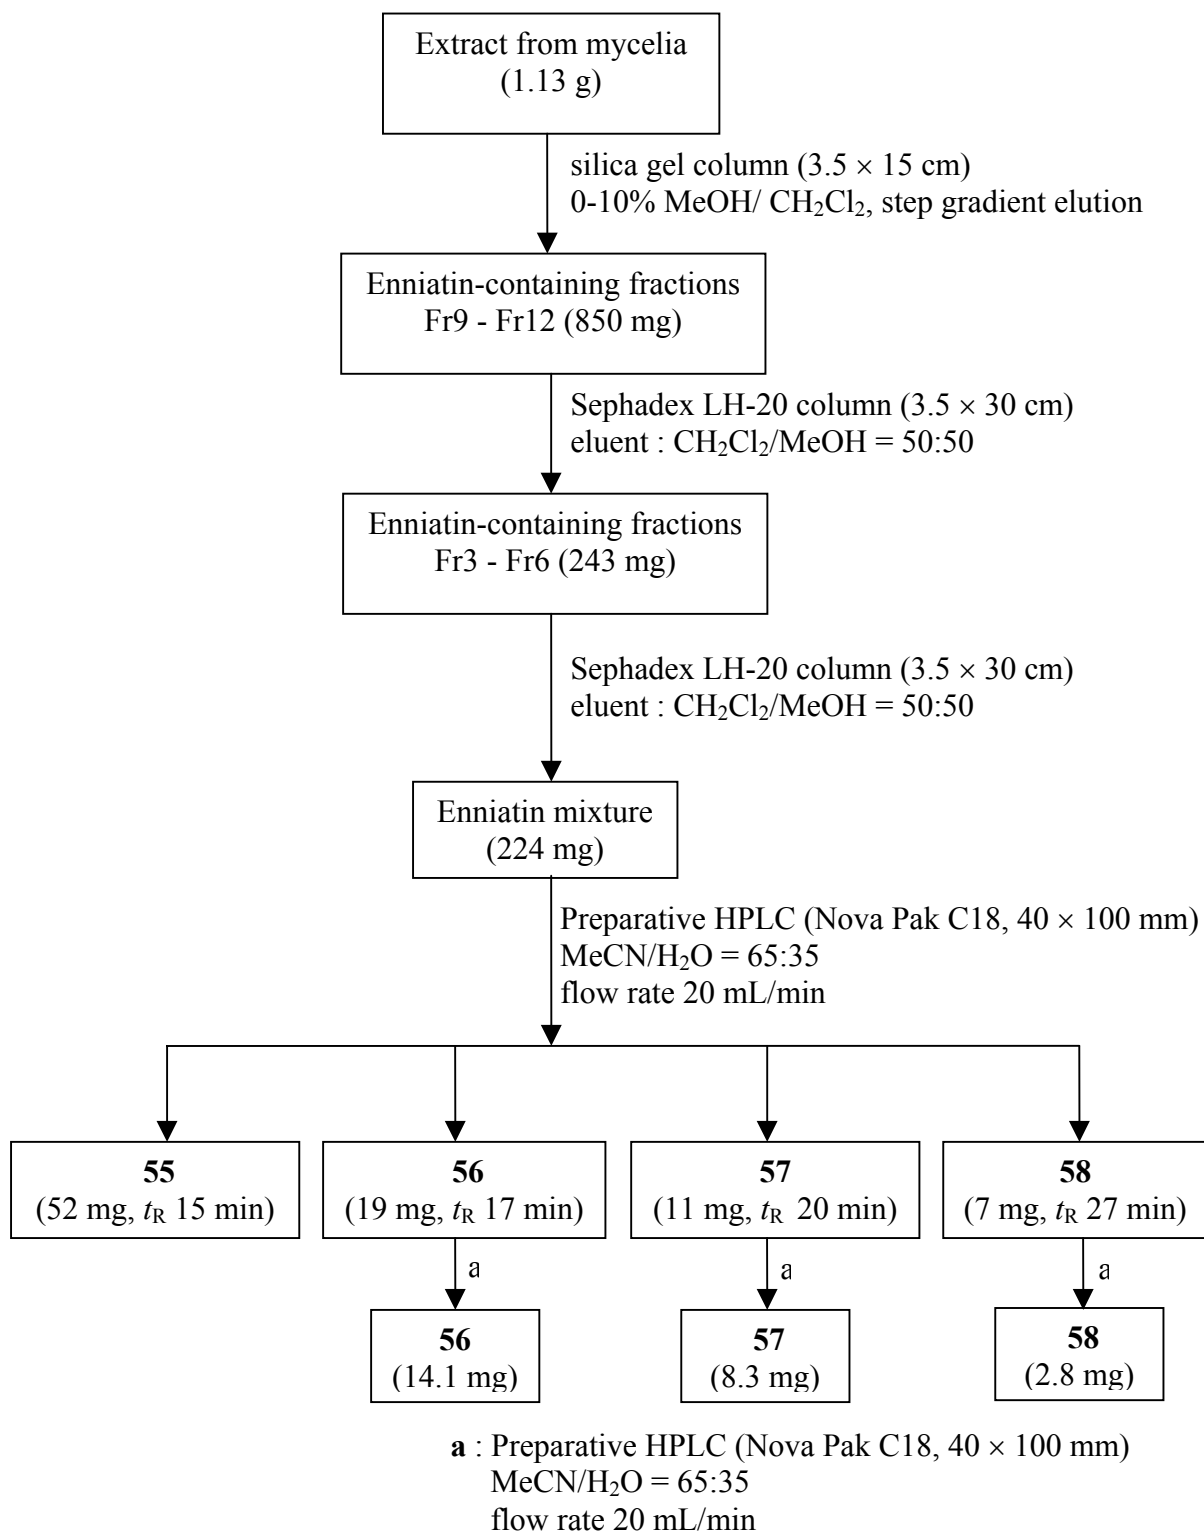 Extract from mycelia
(1.13 g)
silica gel column (3.5 × 15 cm)
0-10% MeOH/ CH₂Cl₂, step gradient elution
Enniatin-containing fractions
Fr9 - Fr12 (850 mg)
Sephadex LH-20 column (3.5 × 30 cm)
eluent : CH₂Cl₂/MeOH = 50:50
Enniatin-containing fractions
Fr3 - Fr6 (243 mg)
Sephadex LH-20 column (3.5 × 30 cm)
eluent : CH₂Cl₂/MeOH = 50:50
Enniatin mixture
(224 mg)
Preparative HPLC (Nova Pak C18, 40 × 100 mm)
MeCN/H₂O = 65:35
flow rate 20 mL/min
55
(52 mg, tR 15 min)
56
(19 mg, tR 17 min)
57
(11 mg, tR 20 min)
58
(7 mg, tR 27 min)
a
a
a
56
(14.1 mg)
57
(8.3 mg)
58
(2.8 mg)
a : Preparative HPLC (Nova Pak C18, 40 × 100 mm)
MeCN/H₂O = 65:35
flow rate 20 mL/min